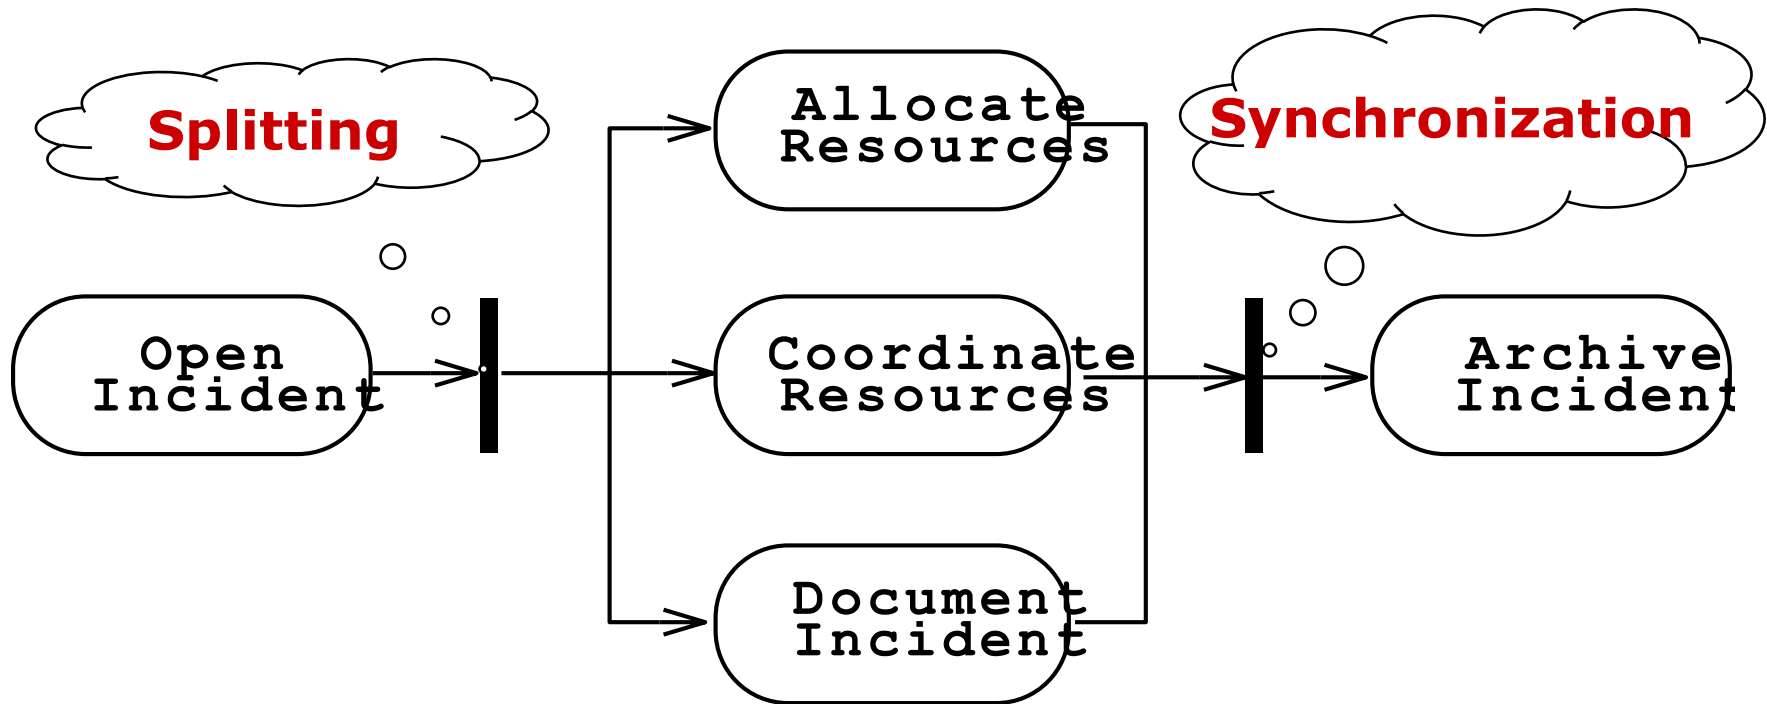 Splitting
Synchronization
Allocate
Resources
Open
Incident
Coordinate
Resources
Archive
Incident
Document
Incident